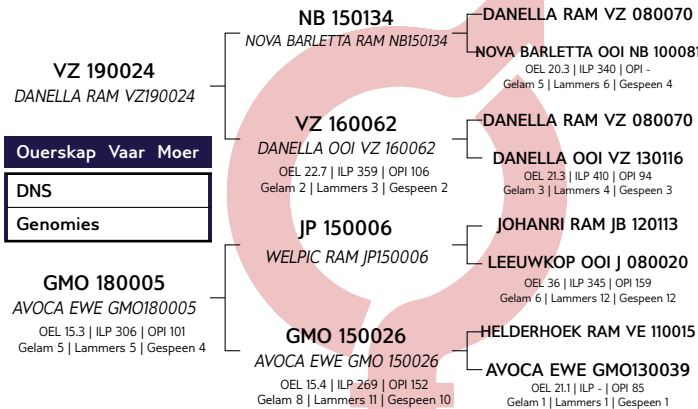 VZ 190024
DANELLA RAM VZ190024
Ouerskap Vaar Moer
DNS
Genomies
GMO 180005
AVOCA EWE GMO180005
OEL 15.3 | ILP 306 | OPI 101
Gelam 5 | Lammers 5 | Gespeen 4
NB 150134
NOVA BARLETTA RAM NB150134
VZ 160062
DANELLA OOI VZ 160062
OEL 22.7 | ILP 359 | OPI 106
Gelam 2 | Lammers 3 | Gespeen 2
JP 150006
WELPIC RAM JP150006
GMO 150026
AVOCA EWE GMO 150026
OEL 15.4 | ILP 269 | OPI 152
Gelam 8 | Lammers 11 | Gespeen 10
DANELLA RAM VZ 080070
NOVA BARLETTA OOI NB 100081
OEL 20.3 | ILP 340 | OPI -
Gelam 5 | Lammers 6 | Gespeen 4
DANELLA RAM VZ 080070
DANELLA OOI VZ 130116
OEL 21.3 | ILP 410 | OPI 94
Gelam 3 | Lammers 4 | Gespeen 3
JOHANRI RAM JB 120113
LEEUWKOP OOI J 080020
OEL 36 | ILP 345 | OPI 159
Gelam 6 | Lammers 12 | Gespeen 12
HELDERHOEK RAM VE 110015
AVOCA EWE GMO130039
OEL 21.1 | ILP - | OPI 85
Gelam 1 | Lammers 1 | Gespeen 1